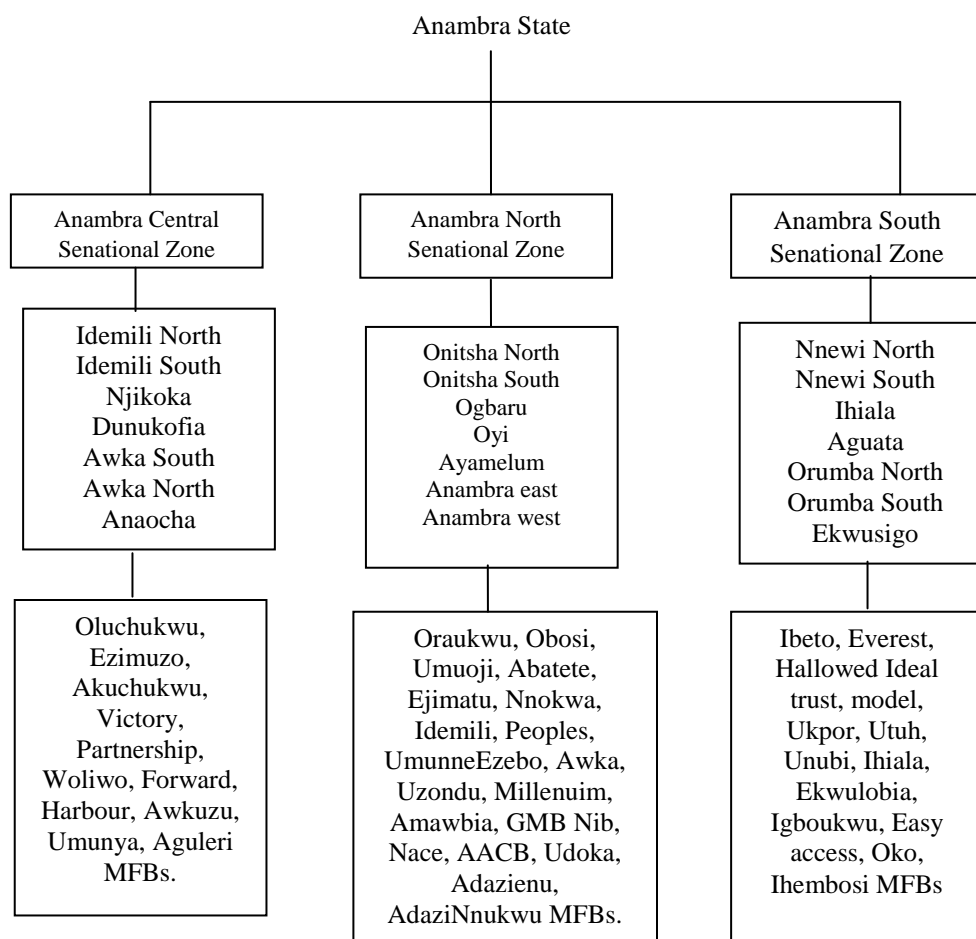 Anambra State
Anambra Central
Senational Zone
Anambra North
Senational Zone
Anambra South
Senational Zone
Idemili North
Idemili South
Njikoka
Dunukofia
Awka South
Awka North
Anaocha
Onitsha North
Onitsha South
Ogbaru
Oyi
Ayamelum
Anambra east
Anambra west
Nnewi North
Nnewi South
Ihiala
Aguata
Orumba North
Orumba South
Ekwusigo
Oluchukwu,
Ezimuzo,
Akuchukwu,
Victory,
Partnership,
Woliwo, Forward,
Harbour, Awkuzu,
Umunya, Aguleri
MFBs.
Oraukwu, Obosi,
Umuoji, Abatete,
Ejimatu, Nnokwa,
Idemili, Peoples,
UmunneEzebo, Awka,
Uzondu, Millenuim,
Amawbia, GMB Nib,
Nace, AACB, Udoka,
Adazienu,
AdaziNnukwu MFBs.
Ibeto, Everest,
Hallowed Ideal
trust, model,
Ukpor, Utuh,
Unubi, Ihiala,
Ekwulobia,
Igboukwu, Easy
access, Oko,
Ihembosi MFBs